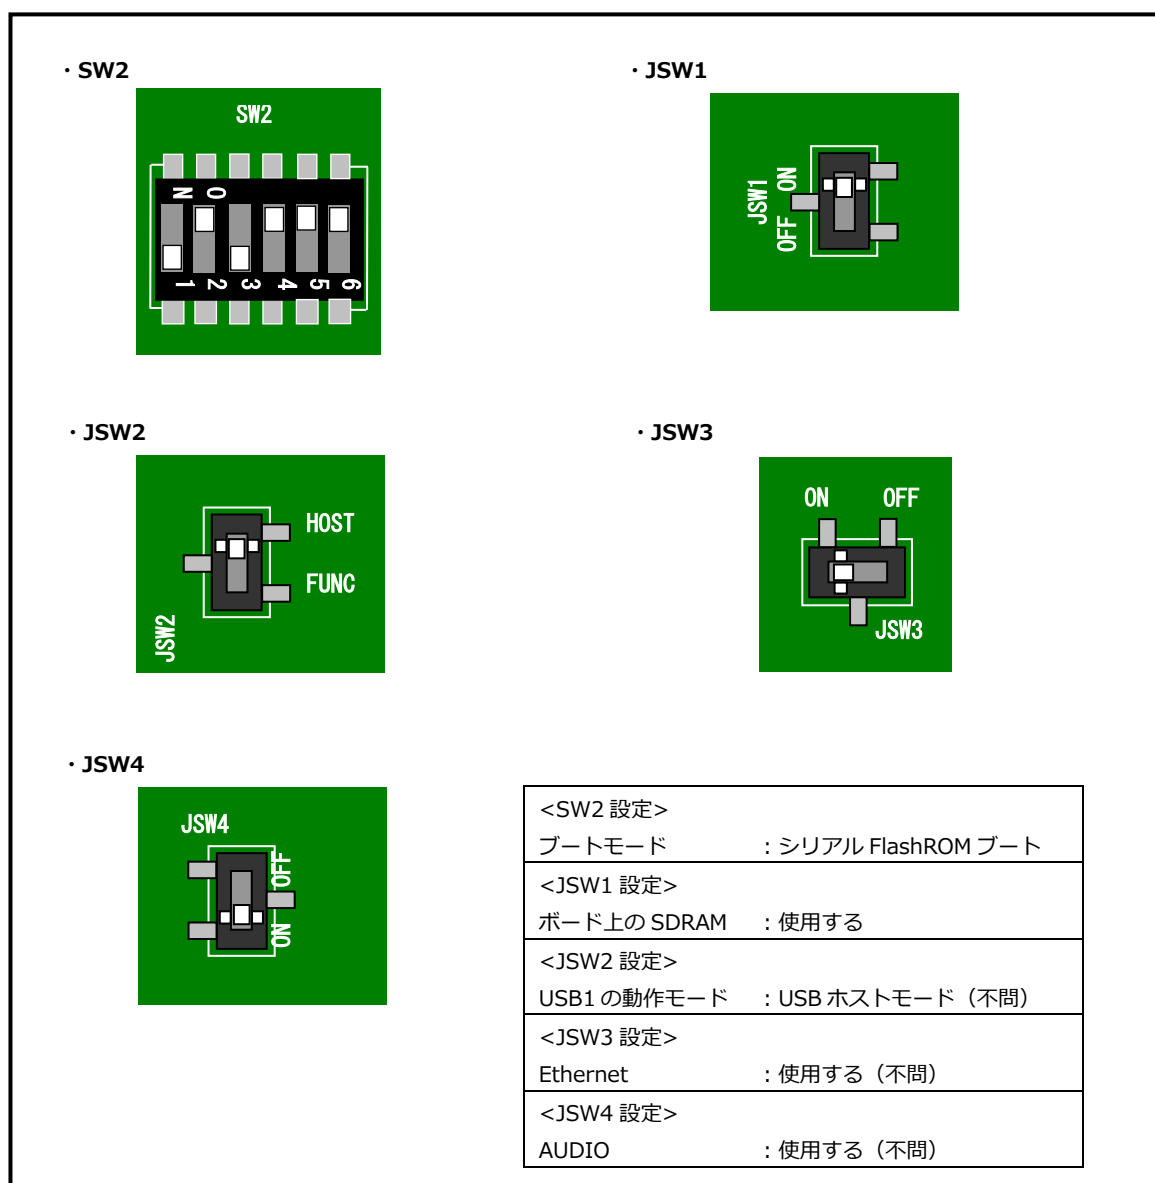 ・SW2
SW2
N O
1 2 3 4 5 6
・JSW1
JSW1
ON
OFF
・JSW2
HOST
FUNC
JSW2
・JSW3
ON OFF
JSW3
・JSW4
JSW4
OFF
ON
<SW2 設定>
ブートモード ：シリアル FlashROM ブート
<JSW1 設定>
ボード上の SDRAM ：使用する
<JSW2 設定>
USB1 の動作モード ：USB ホストモード（不問）
<JSW3 設定>
Ethernet ：使用する（不問）
<JSW4 設定>
AUDIO ：使用する（不問）